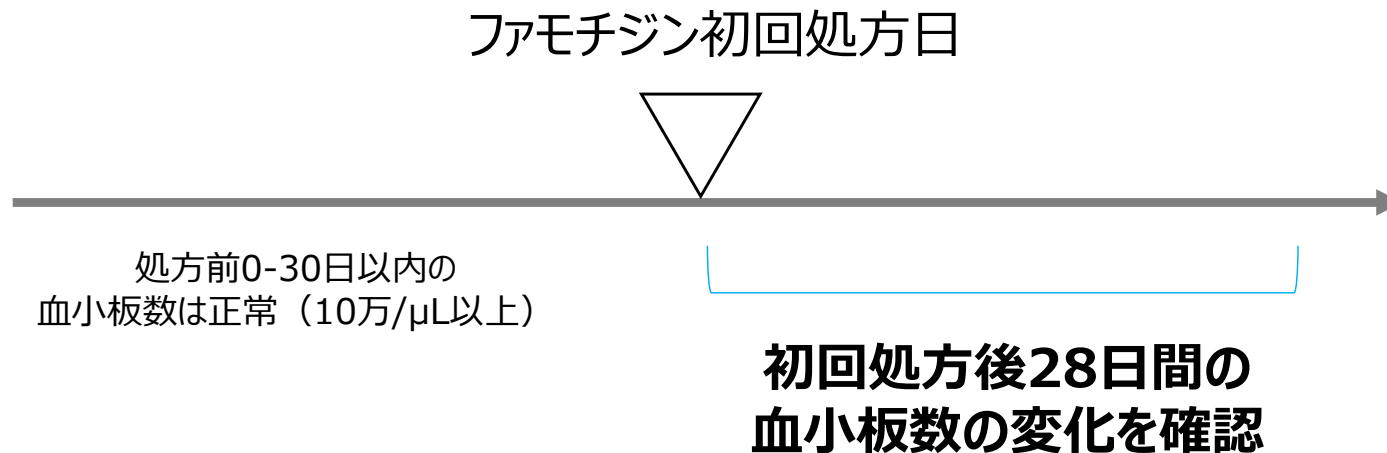 ファモチジン初回処方日
処方前0-30日以内の
血小板数は正常（10万/μL以上）
初回処方後28日間の
血小板数の変化を確認